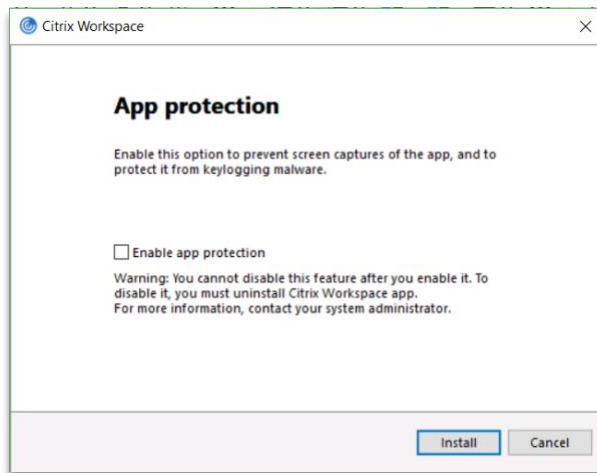 Citrix Workspace
App protection
Enable this option to prevent screen captures of the app, and to
protect it from keylogging malware.
Enable app protection
Warning: You cannot disable this feature after you enable it. To
disable it, you must uninstall Citrix Workspace app.
For more information, contact your system administrator.
Install
Cancel